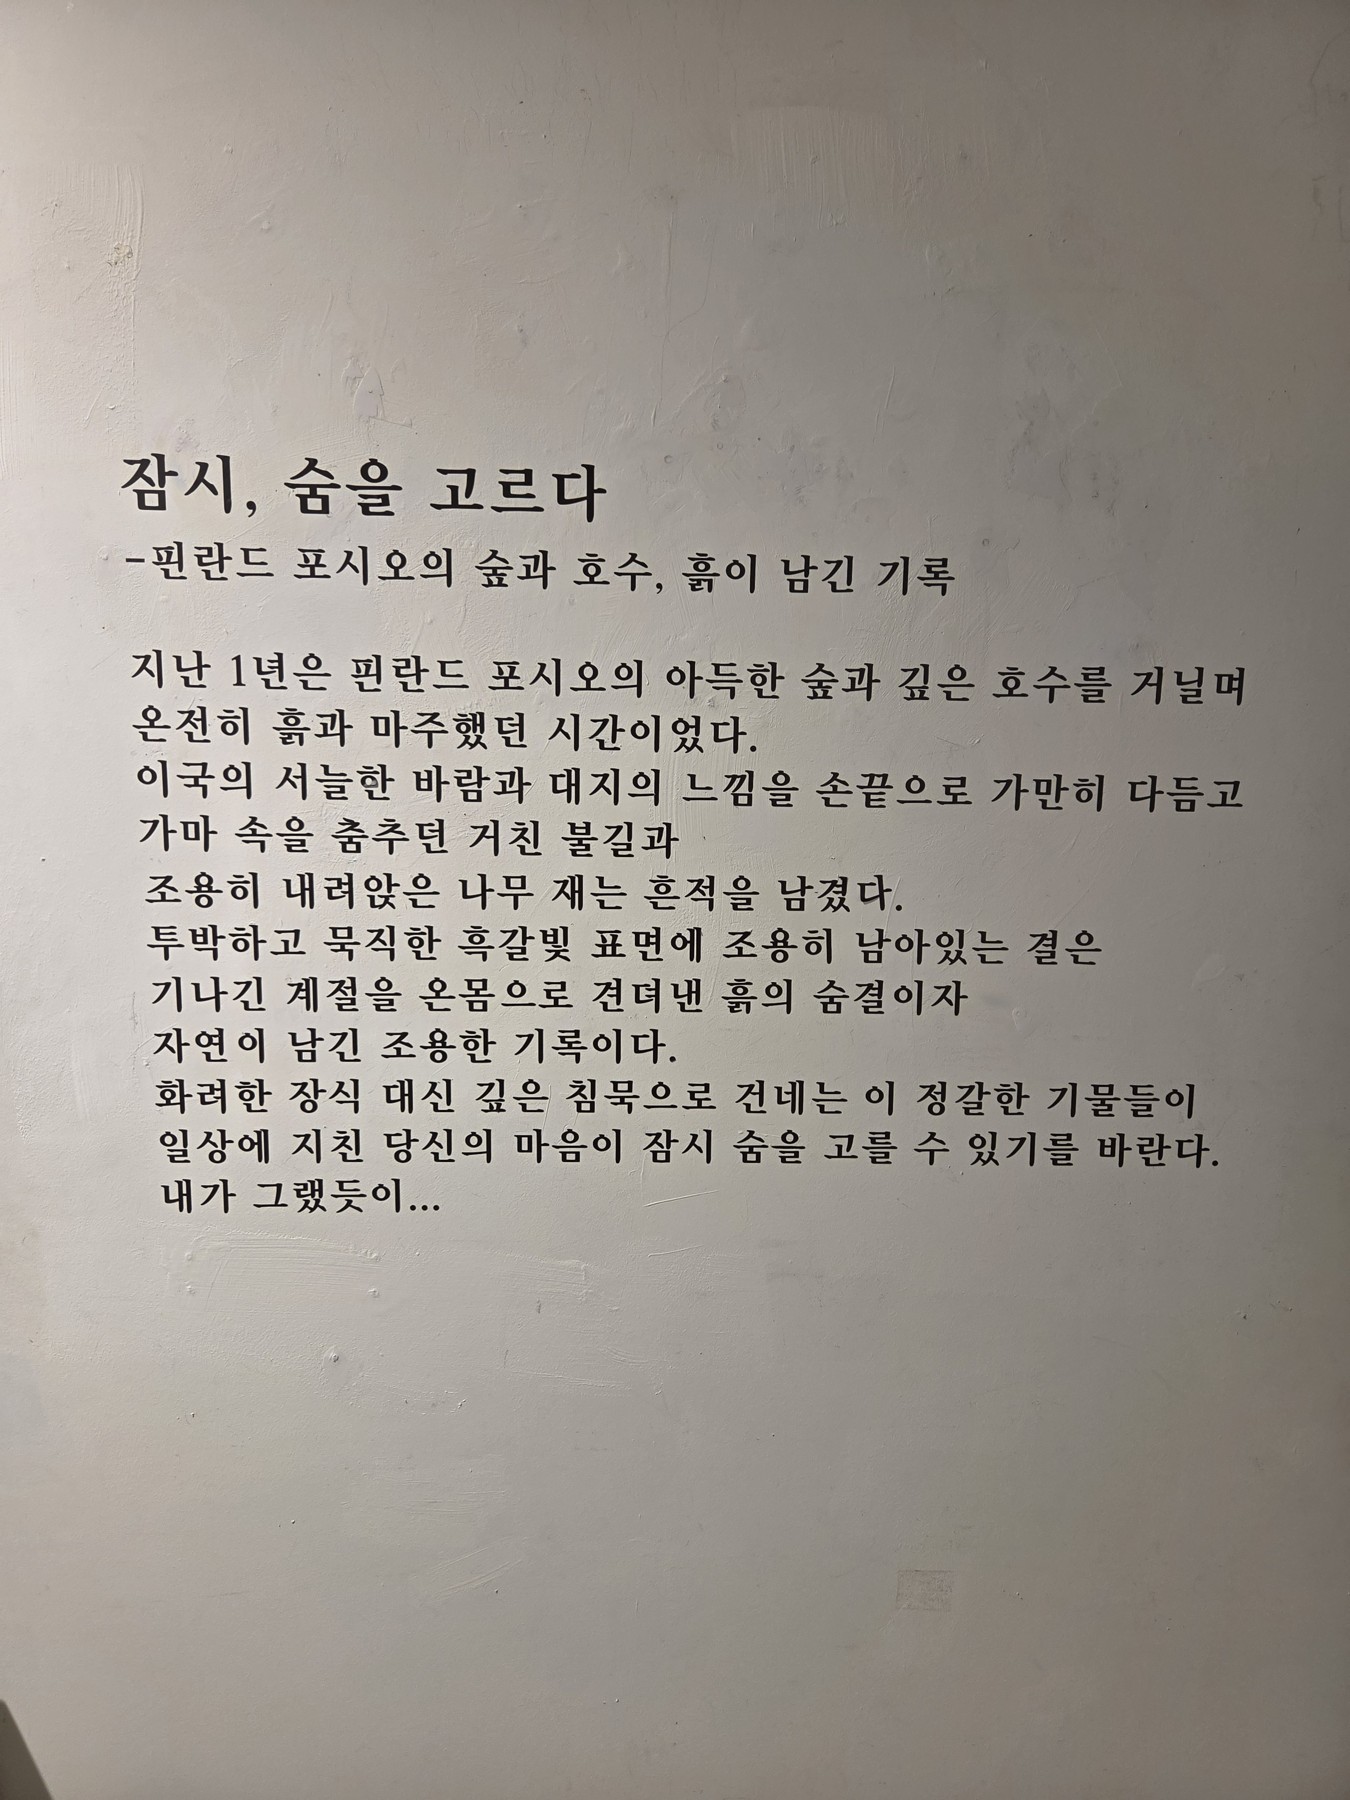 잠시, 숨을 고르다
-핀란드 포시오의 숲과 호수, 흙이 남긴 기록
지난 1년은 핀란드 포시오의 아득한 숲과 깊은 호수를 거닐며
온전히 흙과 마주했던 시간이었다.
이국의 서늘한 바람과 대지의 느낌을 손끝으로 가만히 다듬고
가마 속을 춤추던 거친 불길과
조용히 내려앉은 나무 재는 흔적을 남겼다.
투박하고 묵직한 흑갈빛 표면에 조용히 남아있는 결은
기나긴 계절을 온몸으로 견뎌낸 흙의 숨결이자
자연이 남긴 조용한 기록이다.
화려한 장식 대신 깊은 침묵으로 건네는 이 정갈한 기물들이
일상에 지친 당신의 마음이 잠시 숨을 고를 수 있기를 바란다.
내가 그랬듯이...